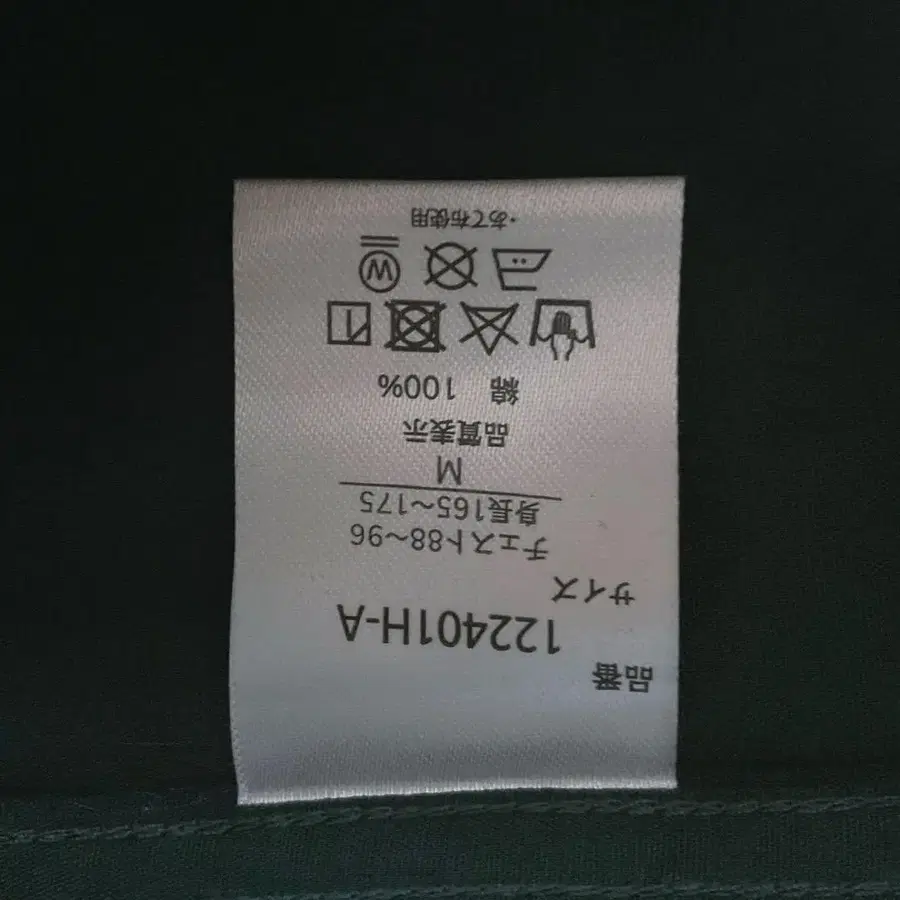 品番
122401H-A
サイズ
チェスト88~96
身長165~175
M
品質表示
綿 100%
W
・あて布使用